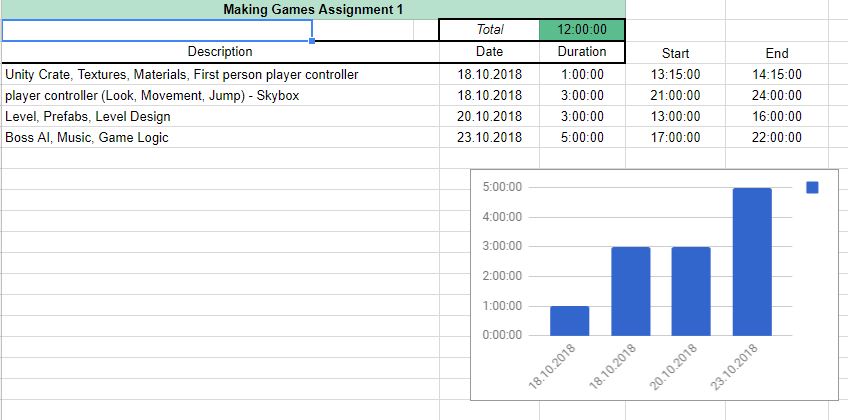 Making Games Assignment 1
Total 12:00:00
Description Date Duration Start End
Unity Crate, Textures, Materials, First person player controller 18.10.2018 1:00:00 13:15:00 14:15:00
player controller (Look, Movement, Jump) - Skybox 18.10.2018 3:00:00 21:00:00 24:00:00
Level, Prefabs, Level Design 20.10.2018 3:00:00 13:00:00 16:00:00
Boss AI, Music, Game Logic 23.10.2018 5:00:00 17:00:00 22:00:00
5:00:00
4:00:00
3:00:00
2:00:00
1:00:00
0:00:00
18.10.2018 18.10.2018 20.10.2018 23.10.2018